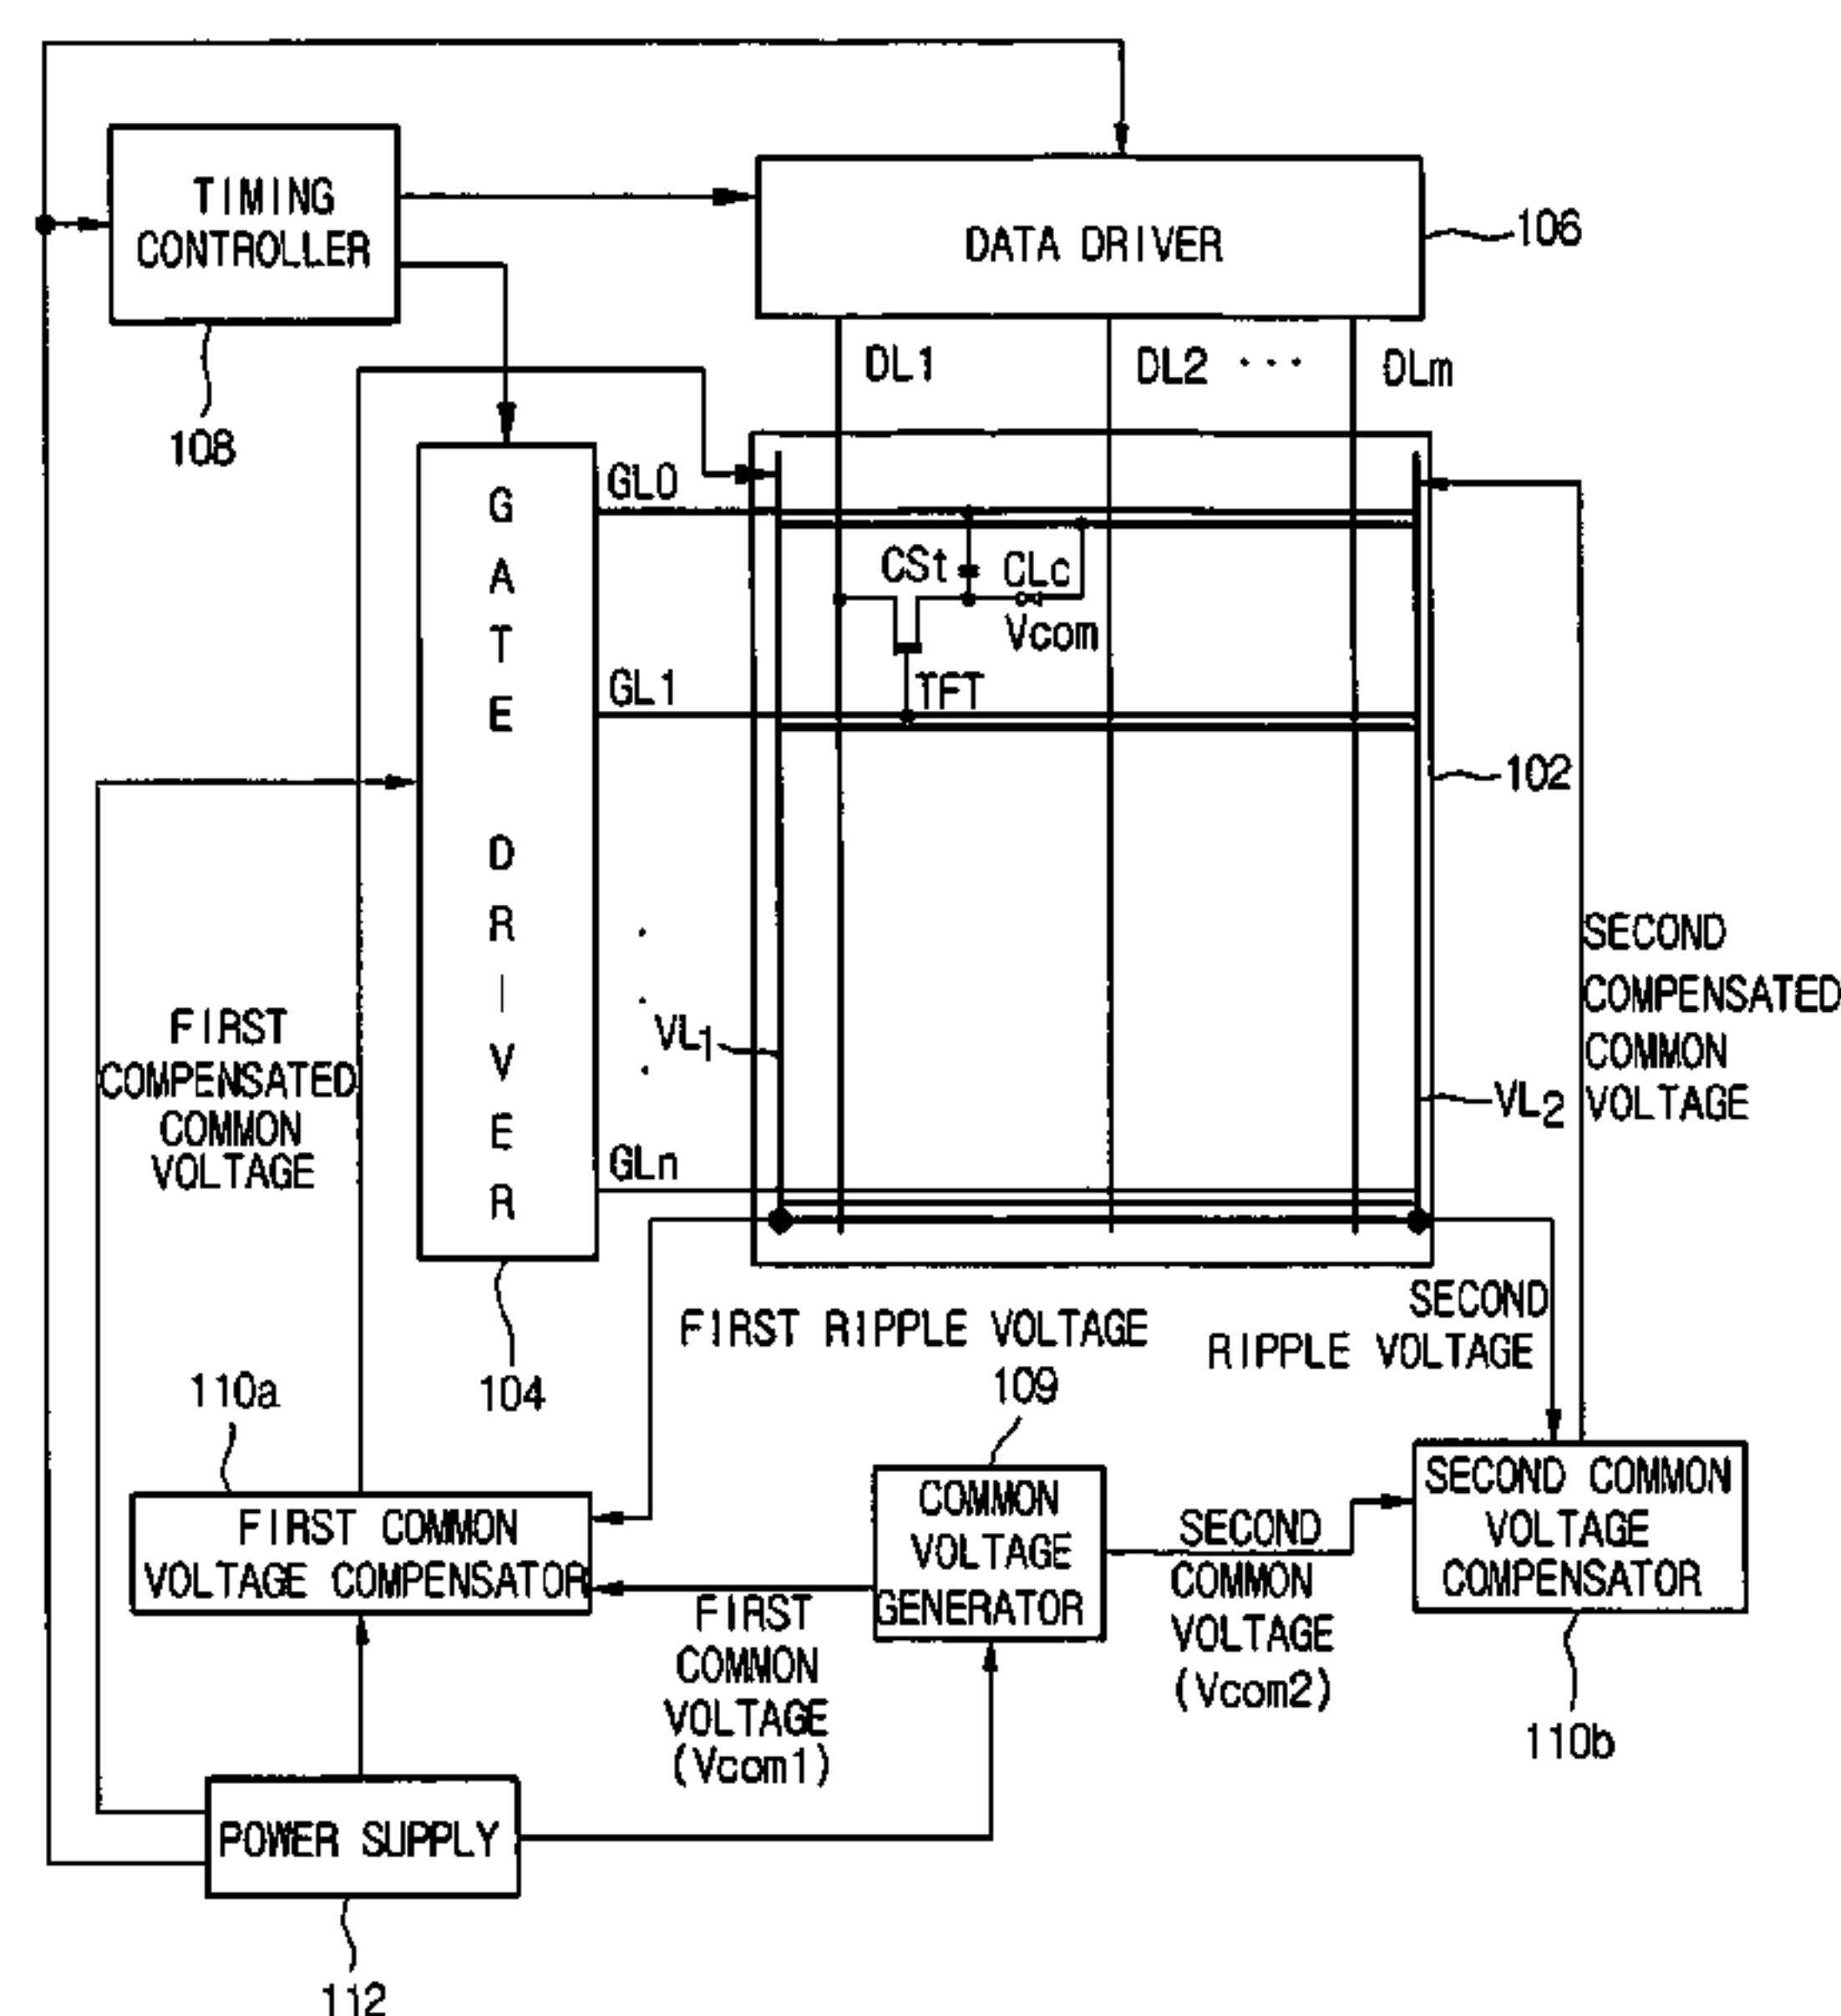 TIMING
CONTROLLER
108
DATA DRIVER
106
DL1
DL2 ···
DLm
GATE DRIVER
GL0
CSt
CLc
Vcom
TFT
GL1
102
VL1
VL2
GLn
104
FIRST
COMPENSATED
COMMON
VOLTAGE
SECOND
COMPENSATED
COMMON
VOLTAGE
FIRST RIPPLE VOLTAGE
SECOND
RIPPLE VOLTAGE
110a
FIRST COMMON
VOLTAGE COMPENSATOR
109
COMMON
VOLTAGE
GENERATOR
FIRST
COMMON
VOLTAGE
(Vcom1)
SECOND
COMMON
VOLTAGE
(Vcom2)
SECOND COMMON
VOLTAGE
COMPENSATOR
110b
POWER SUPPLY
112